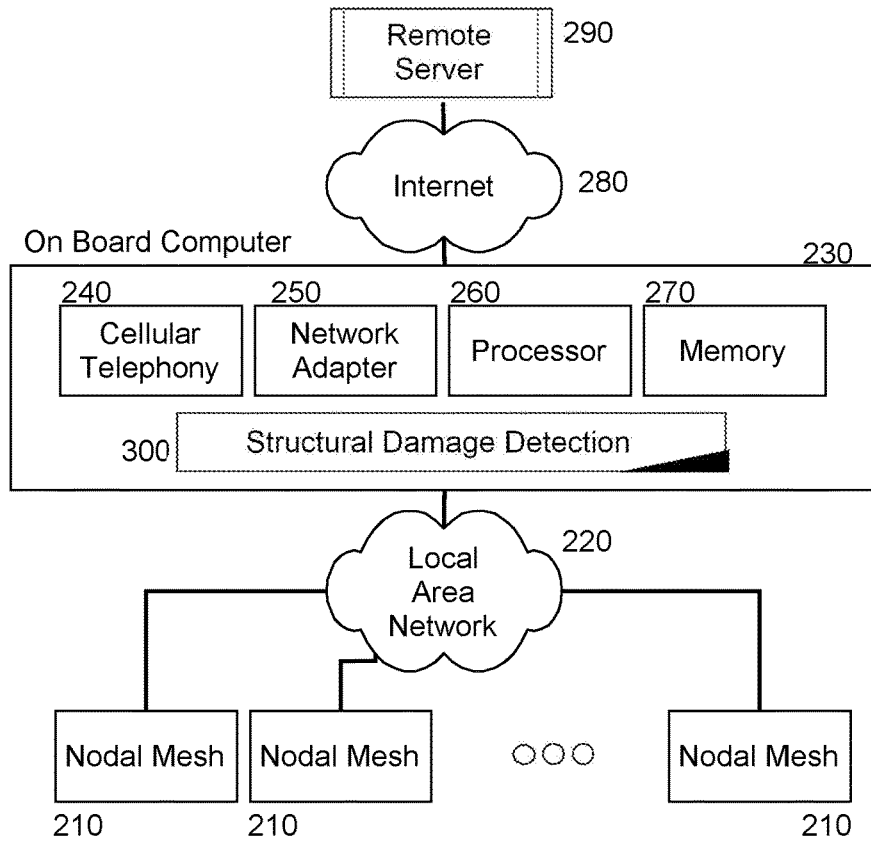 Remote
Server
290
Internet
280
On Board Computer
230
240
250
260
270
Cellular
Telephony
Network
Adapter
Processor
Memory
300
Structural Damage Detection
220
Local
Area
Network
Nodal Mesh
Nodal Mesh
Nodal Mesh
210
210
210